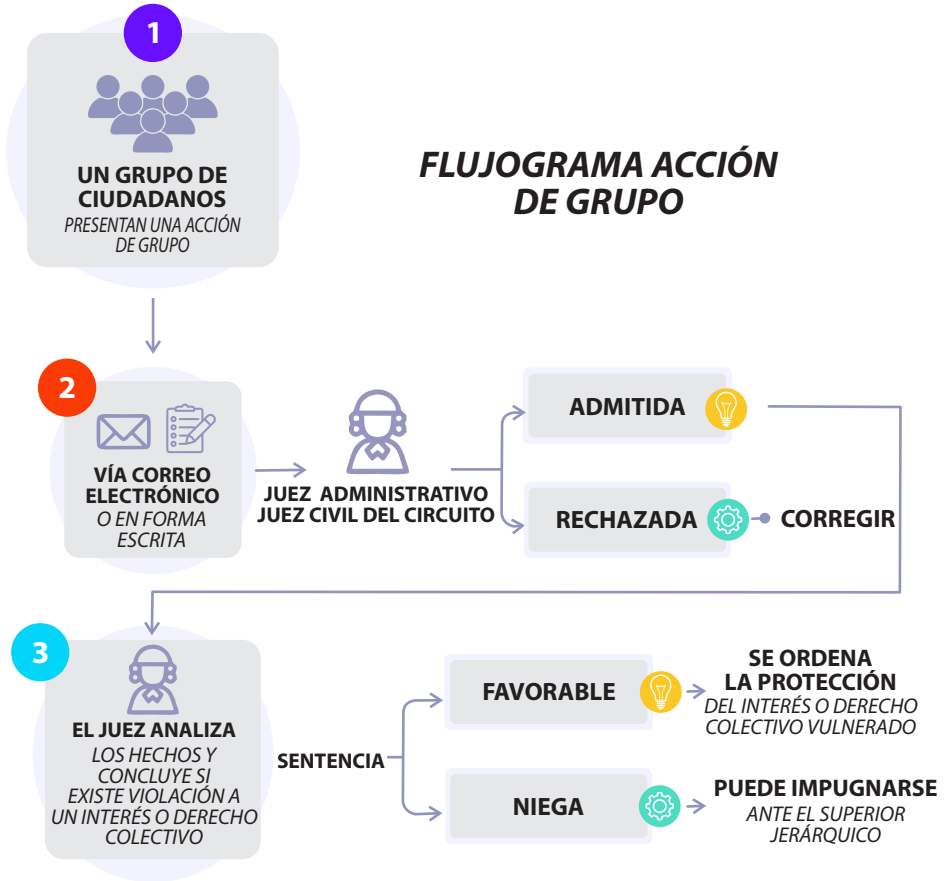 1
UN GRUPO DE
CIUDADANOS
PRESENTAN UNA ACCIÓN
DE GRUPO
FLUJOGRAMA ACCIÓN
DE GRUPO
2
VÍA CORREO
ELECTRÓNICO
O EN FORMA
ESCRITA
JUEZ ADMINISTRATIVO
JUEZ CIVIL DEL CIRCUITO
ADMITIDA
RECHAZADA
CORREGIR
3
EL JUEZ ANALIZA
LOS HECHOS Y
CONCLUYE SI
EXISTE VIOLACIÓN A
UN INTERÉS O DERECHO
COLECTIVO
SENTENCIA
FAVORABLE
SE ORDENA
LA PROTECCIÓN
DEL INTERÉS O DERECHO
COLECTIVO VULNERADO
NIEGA
PUEDE IMPUGNARSE
ANTE EL SUPERIOR
JERÁRQUICO